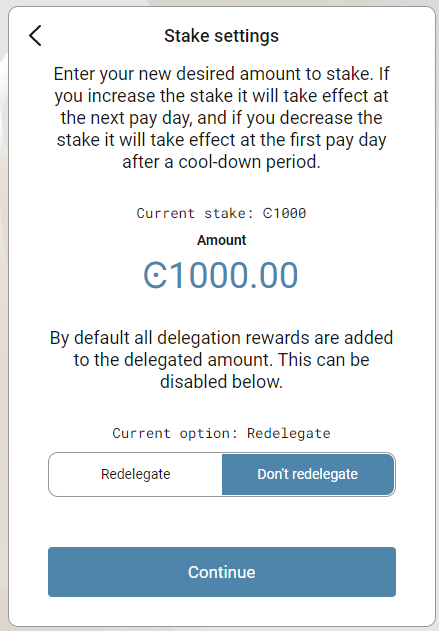 Stake settings
Enter your new desired amount to stake. If
you increase the stake it will take effect at
the next pay day, and if you decrease the
stake it will take effect at the first pay day
after a cool-down period.
Current stake: Ͼ1000
Amount
Ͼ1000.00
By default all delegation rewards are added
to the delegated amount. This can be
disabled below.
Current option: Redelegate
Redelegate
Don't redelegate
Continue